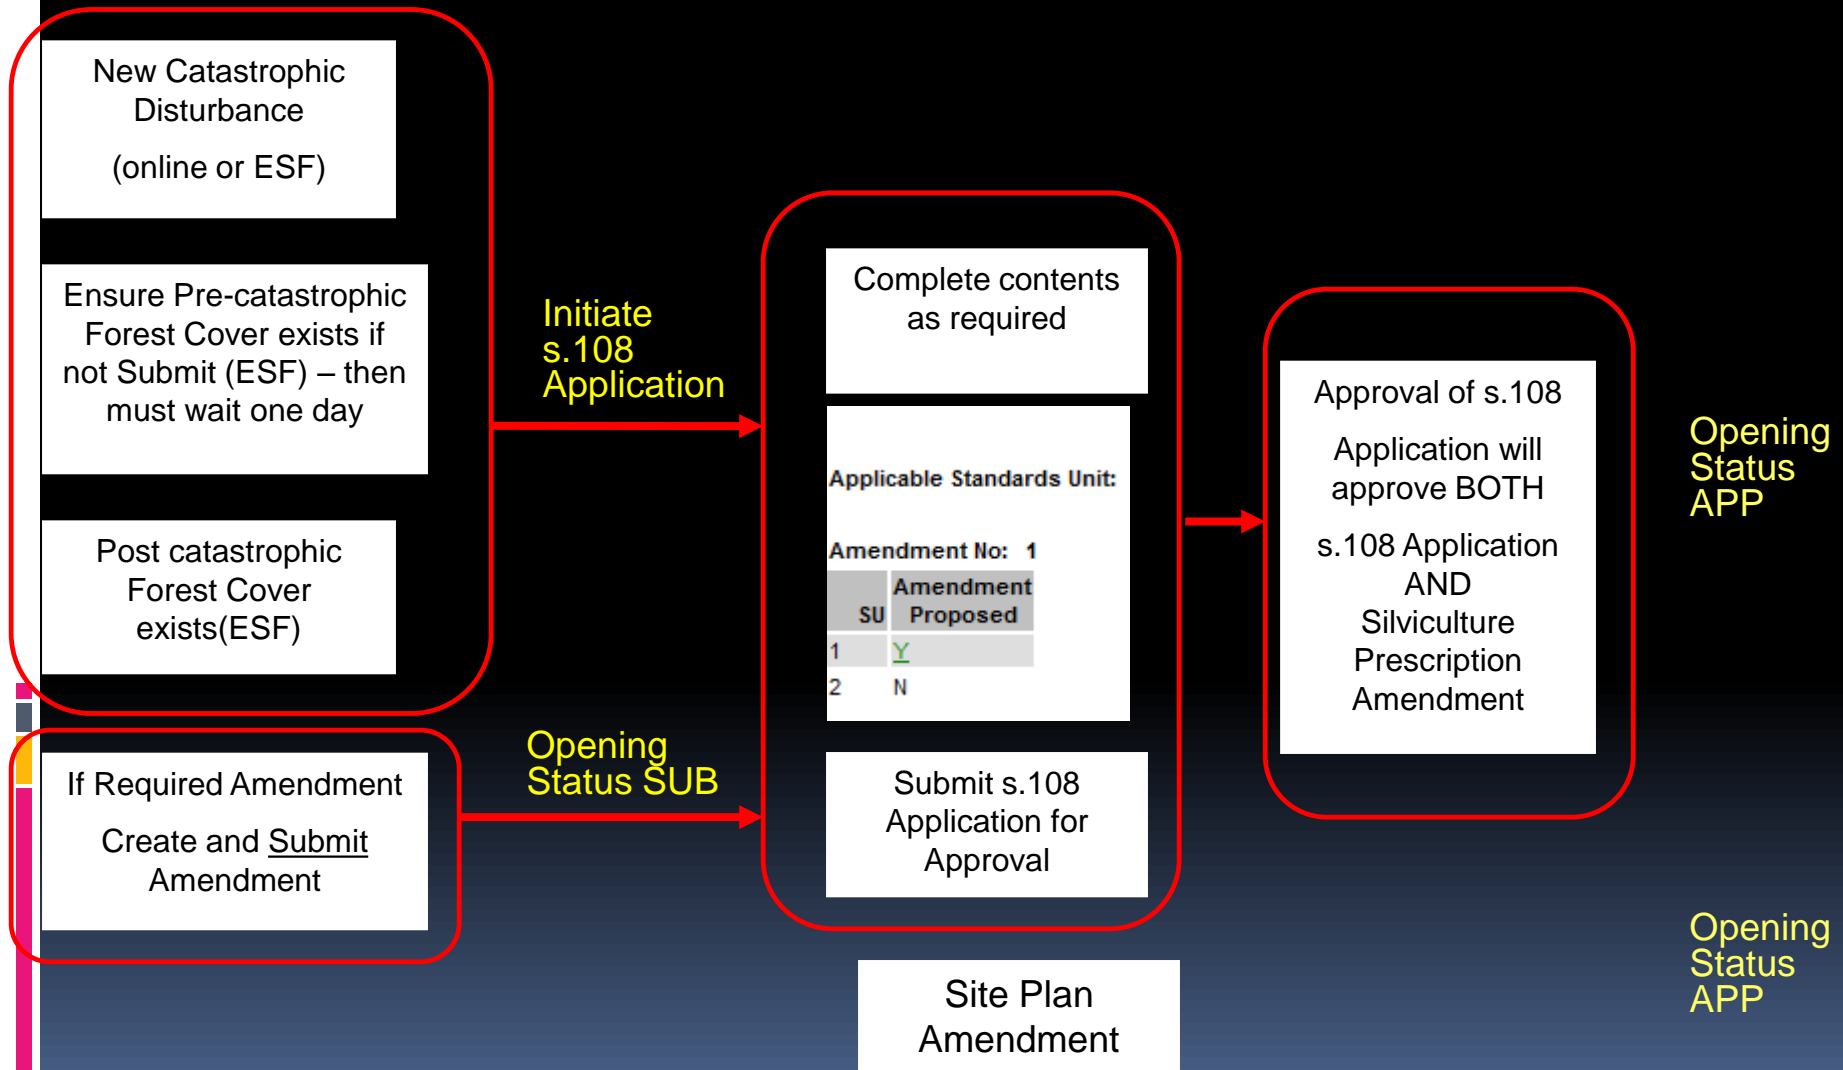 New Catastrophic
Disturbance
(online or ESF)
Ensure Pre-catastrophic
Forest Cover exists if
not Submit (ESF) – then
must wait one day
Post catastrophic
Forest Cover
exists(ESF)
If Required Amendment
Create and Submit
Amendment
Initiate
s.108
Application
Opening
Status SUB
Complete contents
as required
Applicable Standards Unit:
Amendment No: 1
SU Amendment
Proposed
1 Y
2 N
Submit s.108
Application for
Approval
Site Plan
Amendment
Approval of s.108
Application will
approve BOTH
s.108 Application
AND
Silviculture
Prescription
Amendment
Opening
Status
APP
Opening
Status
APP